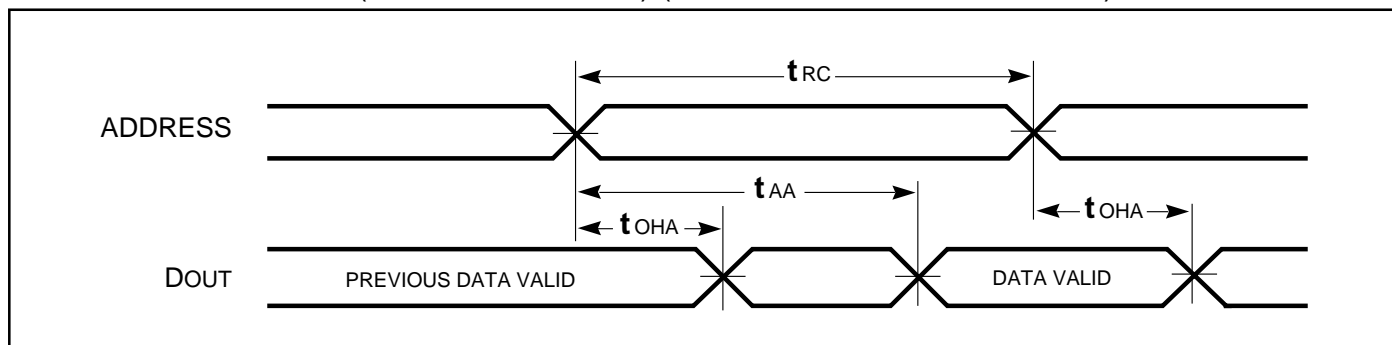 tRC
ADDRESS
tAA
tOHA
tOHA
DOUT
PREVIOUS DATA VALID
DATA VALID